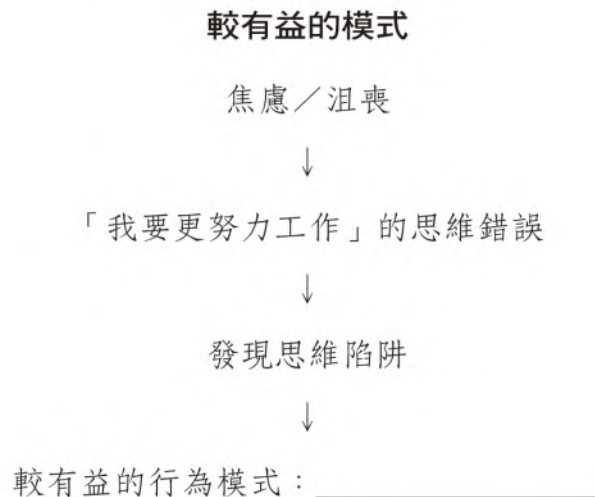 較有益的模式
焦慮／沮喪
↓
「我要更努力工作」的思維錯誤
↓
發現思維陷阱
↓
較有益的行為模式：＿＿＿＿＿＿＿＿